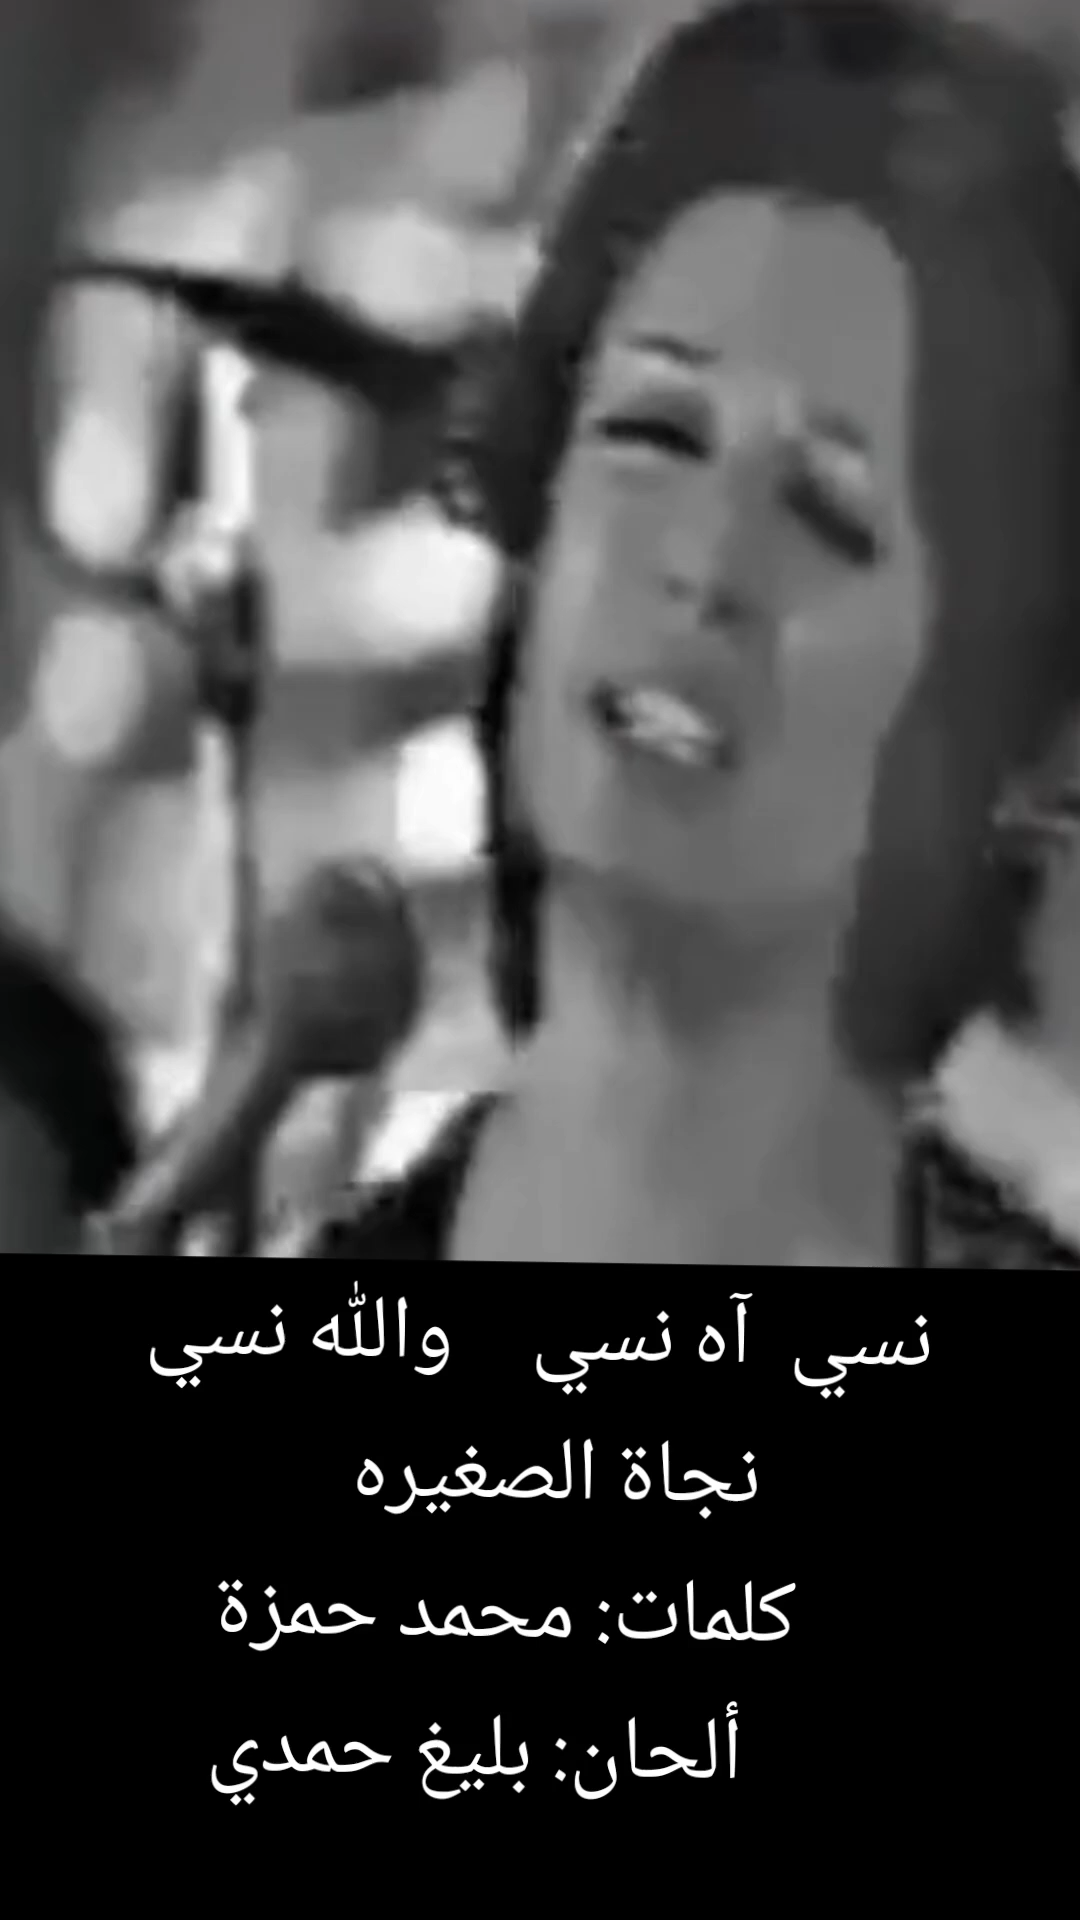 نسي آه نسي والله نسي
نجاة الصغيره
كلمات: محمد حمزة
ألحان: بليغ حمدي